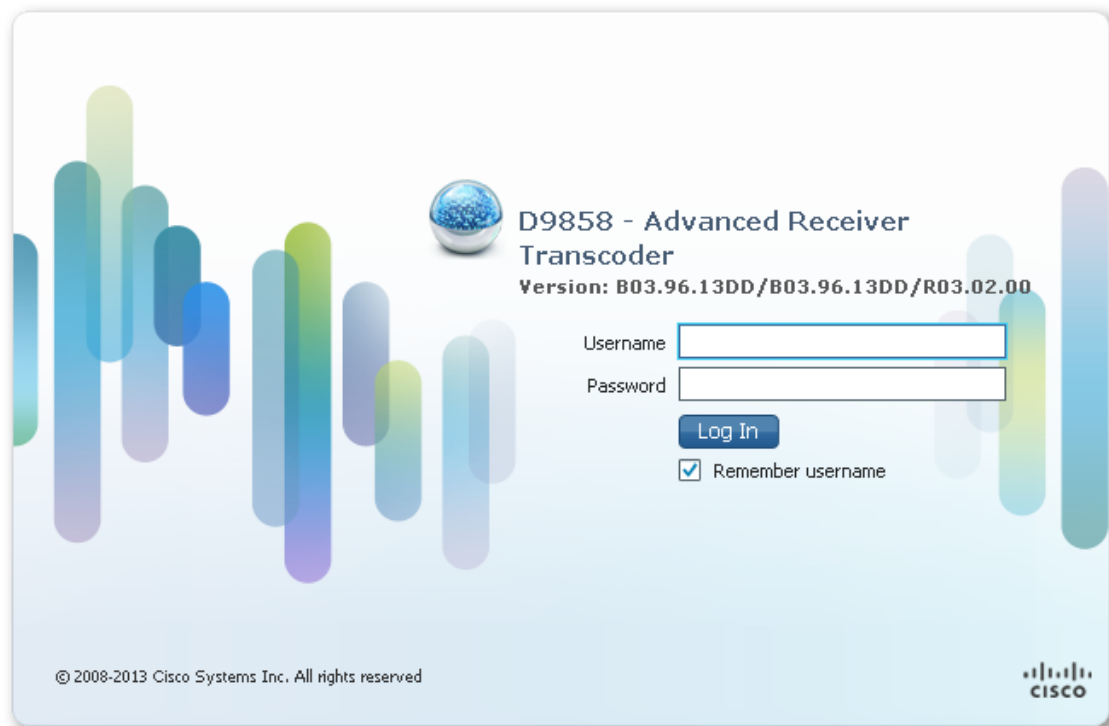 D9858 - Advanced Receiver
Transcoder
Version: B03.96.13DD/B03.96.13DD/R03.02.00
Username
Password
Log In
Remember username
© 2008-2013 Cisco Systems Inc. All rights reserved
CISCO